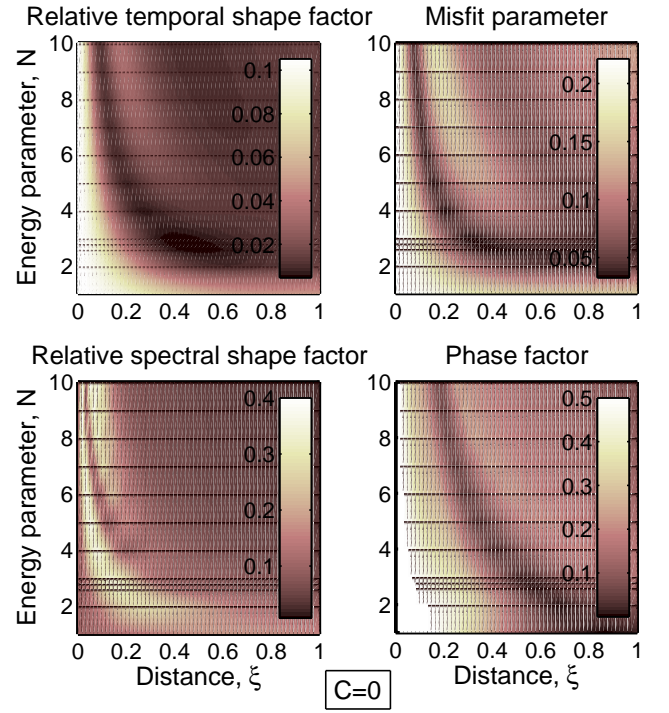 Relative temporal shape factor
Misfit parameter
Energy parameter, N
10
8
6
4
2
0 0.2 0.4 0.6 0.8 1
0.1
0.08
0.06
0.04
0.02
10
8
6
4
2
0 0.2 0.4 0.6 0.8 1
0.2
0.15
0.1
0.05
Relative spectral shape factor
Phase factor
Energy parameter, N
10
8
6
4
2
0 0.2 0.4 0.6 0.8 1
Distance, ξ
0.4
0.3
0.2
0.1
10
8
6
4
2
0 0.2 0.4 0.6 0.8 1
Distance, ξ
0.5
0.4
0.3
0.2
0.1
C=0